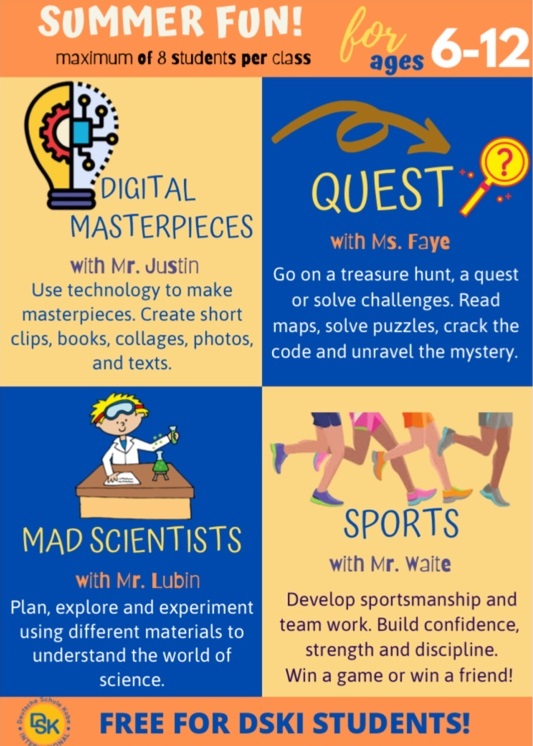 SUMMER FUN!
maximum of 8 students per class
for
ages 6-12
DIGITAL
MASTERPIECES
with Mr. Justin
Use technology to make
masterpieces. Create short
clips, books, collages, photos,
and texts.
QUEST
?
with Ms. Faye
Go on a treasure hunt, a quest
or solve challenges. Read
maps, solve puzzles, crack the
code and unravel the mystery.
MAD SCIENTISTS
with Mr. Lubin
Plan, explore and experiment
using different materials to
understand the world of
science.
SPORTS
with Mr. Waite
Develop sportsmanship and
team work. Build confidence,
strength and discipline.
Win a game or win a friend!
Deutsche Schule
DSK
FREE FOR DSKI STUDENTS!